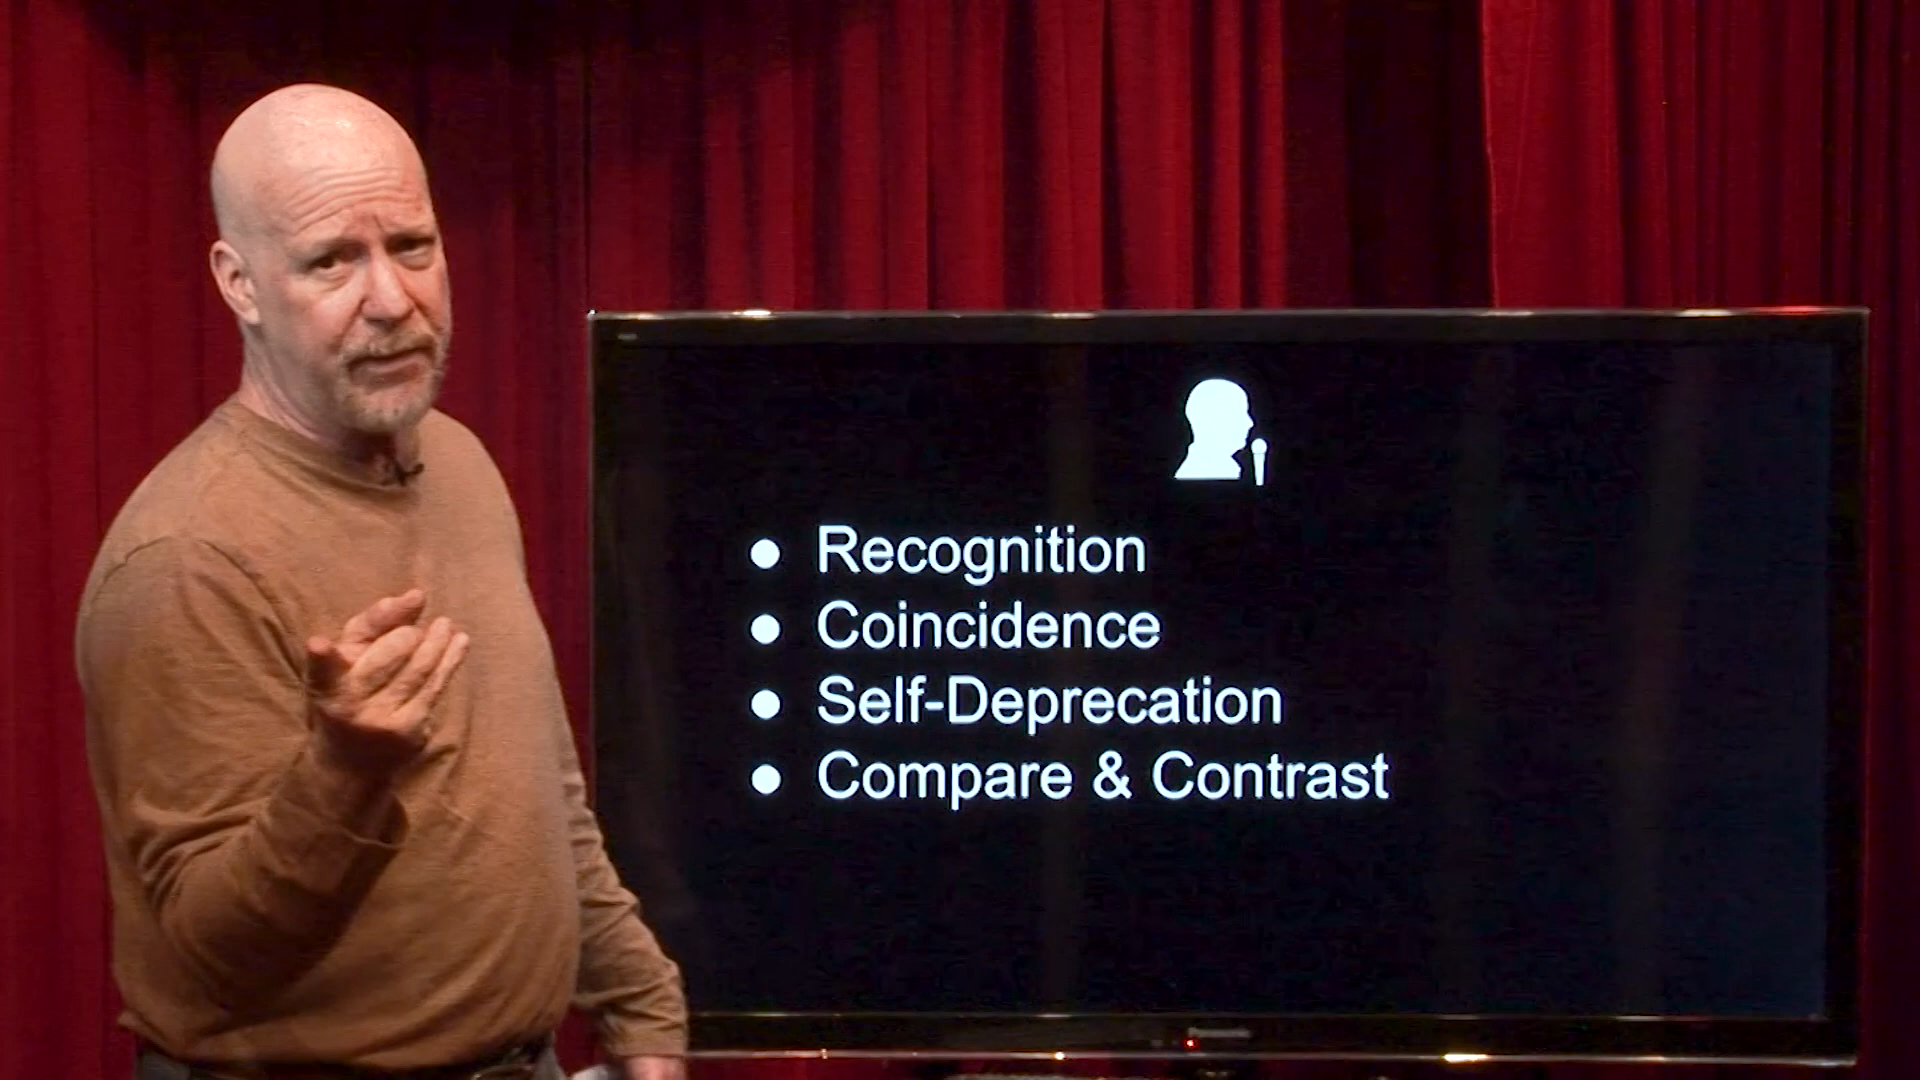 Recognition
Coincidence
Self-Deprecation
Compare & Contrast